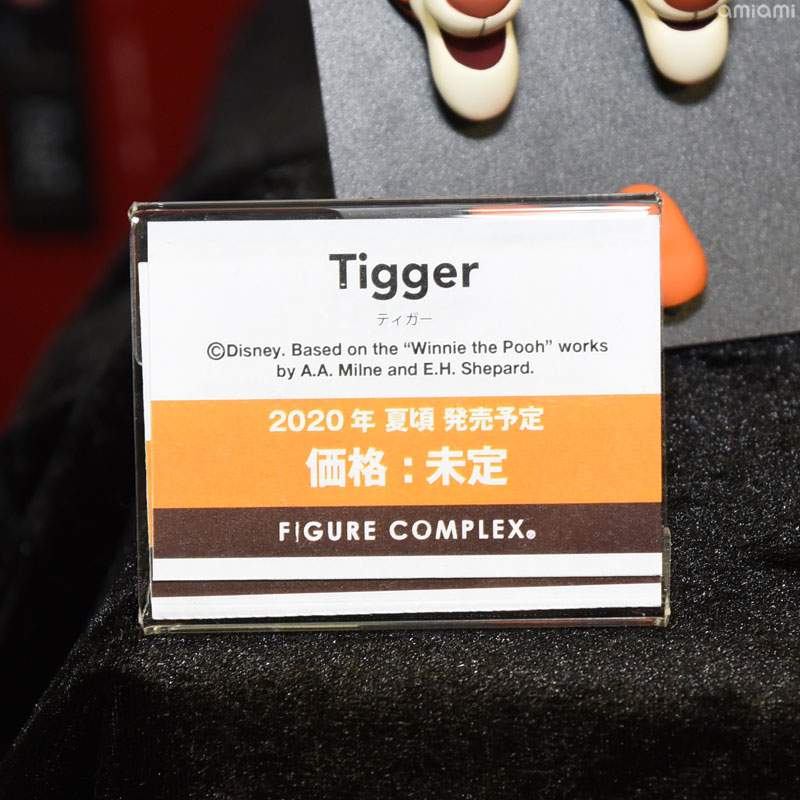 amiami
Tigger
ティガー
©Disney. Based on the “Winnie the Pooh” works
by A.A. Milne and E.H. Shepard.
2020年 夏頃 発売予定
価格：未定
FIGURE COMPLEX®